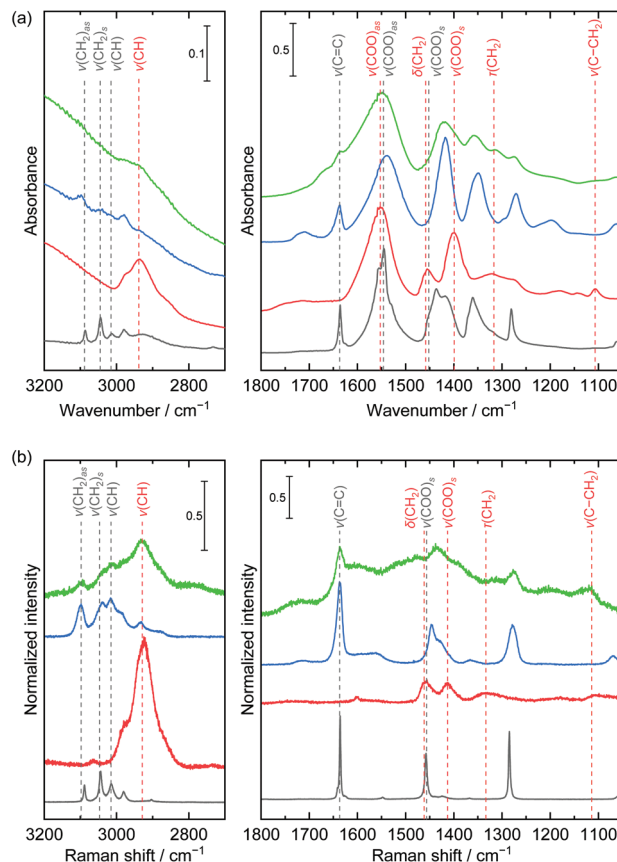 (a)
ν(CH₂)ₐₛ
ν(CH₂)ₛ
ν(CH)
ν(CH)
0.1
0.5
ν(C=C)
ν(COO)ₐₛ
ν(COO)ₐₛ
δ(CH₂)
ν(COO)ₛ
ν(COO)ₛ
τ(CH₂)
ν(C−CH₂)
Absorbance
Absorbance
3200 3000 2800
1800 1700 1600 1500 1400 1300 1200 1100
Wavenumber / cm⁻¹
Wavenumber / cm⁻¹
(b)
ν(CH₂)ₐₛ
ν(CH₂)ₛ
ν(CH)
ν(CH)
0.5
0.5
ν(C=C)
δ(CH₂)
ν(COO)ₛ
ν(COO)ₛ
τ(CH₂)
ν(C−CH₂)
Normalized intensity
Normalized intensity
3200 3000 2800
1800 1700 1600 1500 1400 1300 1200 1100
Raman shift / cm⁻¹
Raman shift / cm⁻¹